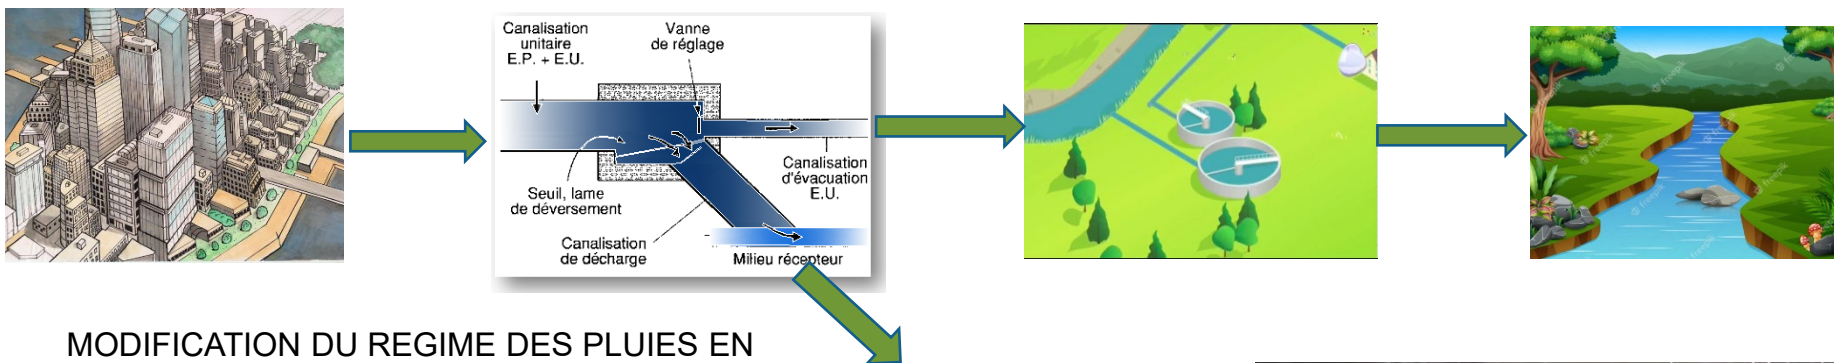 Canalisation
unitaire
E.P. + E.U.
Vanne
de réglage
Canalisation
d'évacuation
E.U.
Seuil, lame
de déversement
Canalisation
de décharge
Milieu récepteur
MODIFICATION DU REGIME DES PLUIES EN